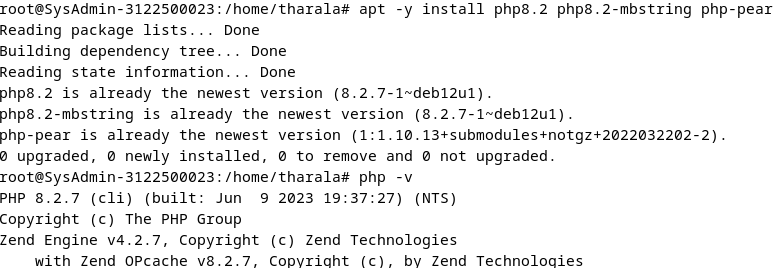 root@SysAdmin-3122500023:/home/tharala# apt -y install php8.2 php8.2-mbstring php-pear
Reading package lists... Done
Building dependency tree... Done
Reading state information... Done
php8.2 is already the newest version (8.2.7-1~deb12u1).
php8.2-mbstring is already the newest version (8.2.7-1~deb12u1).
php-pear is already the newest version (1:1.10.13+submodules+notgz+2022032202-2).
0 upgraded, 0 newly installed, 0 to remove and 0 not upgraded.
root@SysAdmin-3122500023:/home/tharala# php -v
PHP 8.2.7 (cli) (built: Jun  9 2023 19:37:27) (NTS)
Copyright (c) The PHP Group
Zend Engine v4.2.7, Copyright (c) Zend Technologies
    with Zend OPcache v8.2.7, Copyright (c), by Zend Technologies